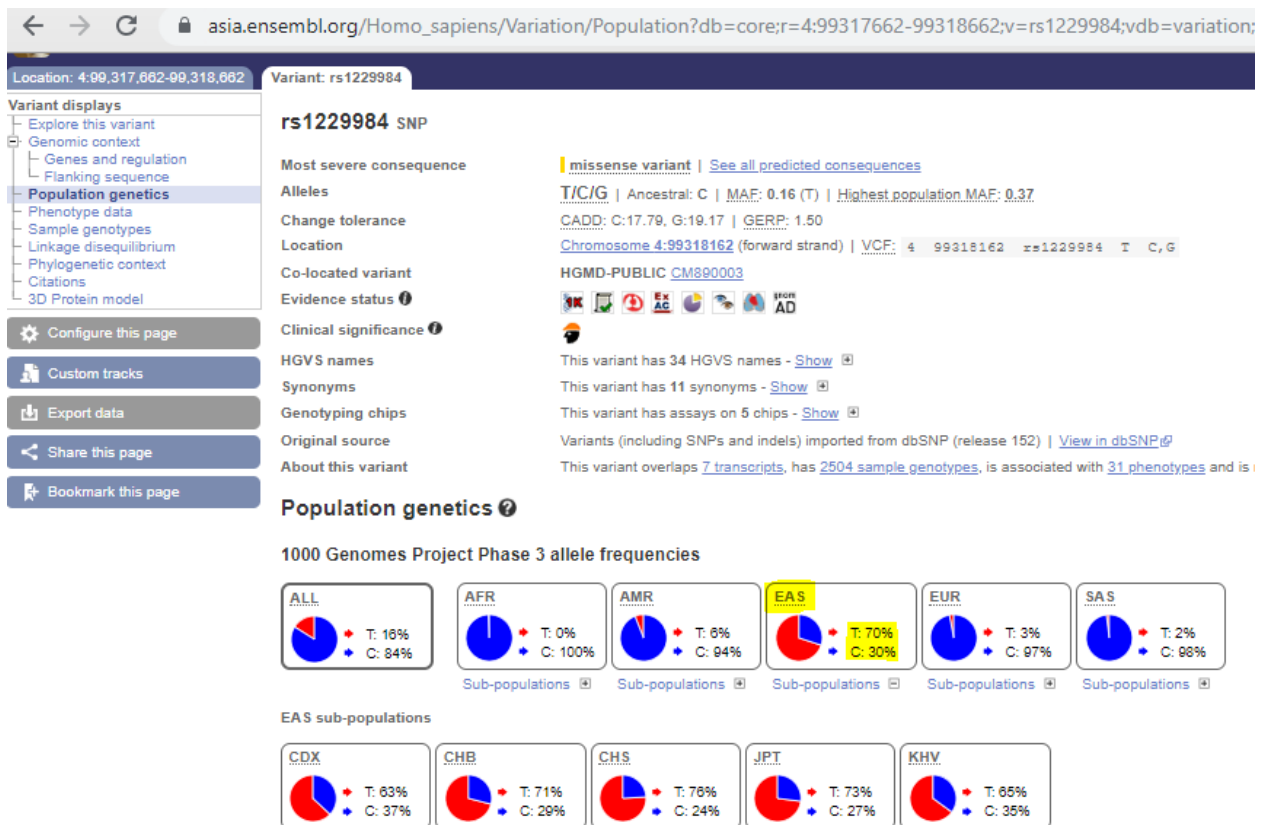 asia.ensembl.org/Homo_sapiens/Variation/Population?db=core;r=4:99317662-99318662;v=rs1229984;vdb=variation;
Location: 4:99,317,662-99,318,662
Variant: rs1229984
Variant displays
Explore this variant
Genomic context
Genes and regulation
Flanking sequence
Population genetics
Phenotype data
Sample genotypes
Linkage disequilibrium
Phylogenetic context
Citations
3D Protein model
Configure this page
Custom tracks
Export data
Share this page
Bookmark this page
rs1229984 SNP
Most severe consequence missense variant | See all predicted consequences
Alleles T/C/G | Ancestral: C | MAF: 0.16 (T) | Highest population MAF: 0.37
Change tolerance CADD: C:17.79, G:19.17 | GERP: 1.50
Location Chromosome 4:99318162 (forward strand) | VCF: 4 99318162 rs1229984 T C,G
Co-located variant HGMD-PUBLIC CM890003
Evidence status
Clinical significance
HGVS names This variant has 34 HGVS names - Show
Synonyms This variant has 11 synonyms - Show
Genotyping chips This variant has assays on 5 chips - Show
Original source Variants (including SNPs and indels) imported from dbSNP (release 152) | View in dbSNP
About this variant This variant overlaps 7 transcripts, has 2504 sample genotypes, is associated with 31 phenotypes and is
Population genetics
1000 Genomes Project Phase 3 allele frequencies
ALL
T: 16%
C: 84%
AFR
T: 0%
C: 100%
Sub-populations
AMR
T: 6%
C: 94%
Sub-populations
EAS
T: 70%
C: 30%
Sub-populations
EUR
T: 3%
C: 97%
Sub-populations
SAS
T: 2%
C: 98%
Sub-populations
EAS sub-populations
CDX
T: 63%
C: 37%
CHB
T: 71%
C: 29%
CHS
T: 76%
C: 24%
JPT
T: 73%
C: 27%
KHV
T: 65%
C: 35%